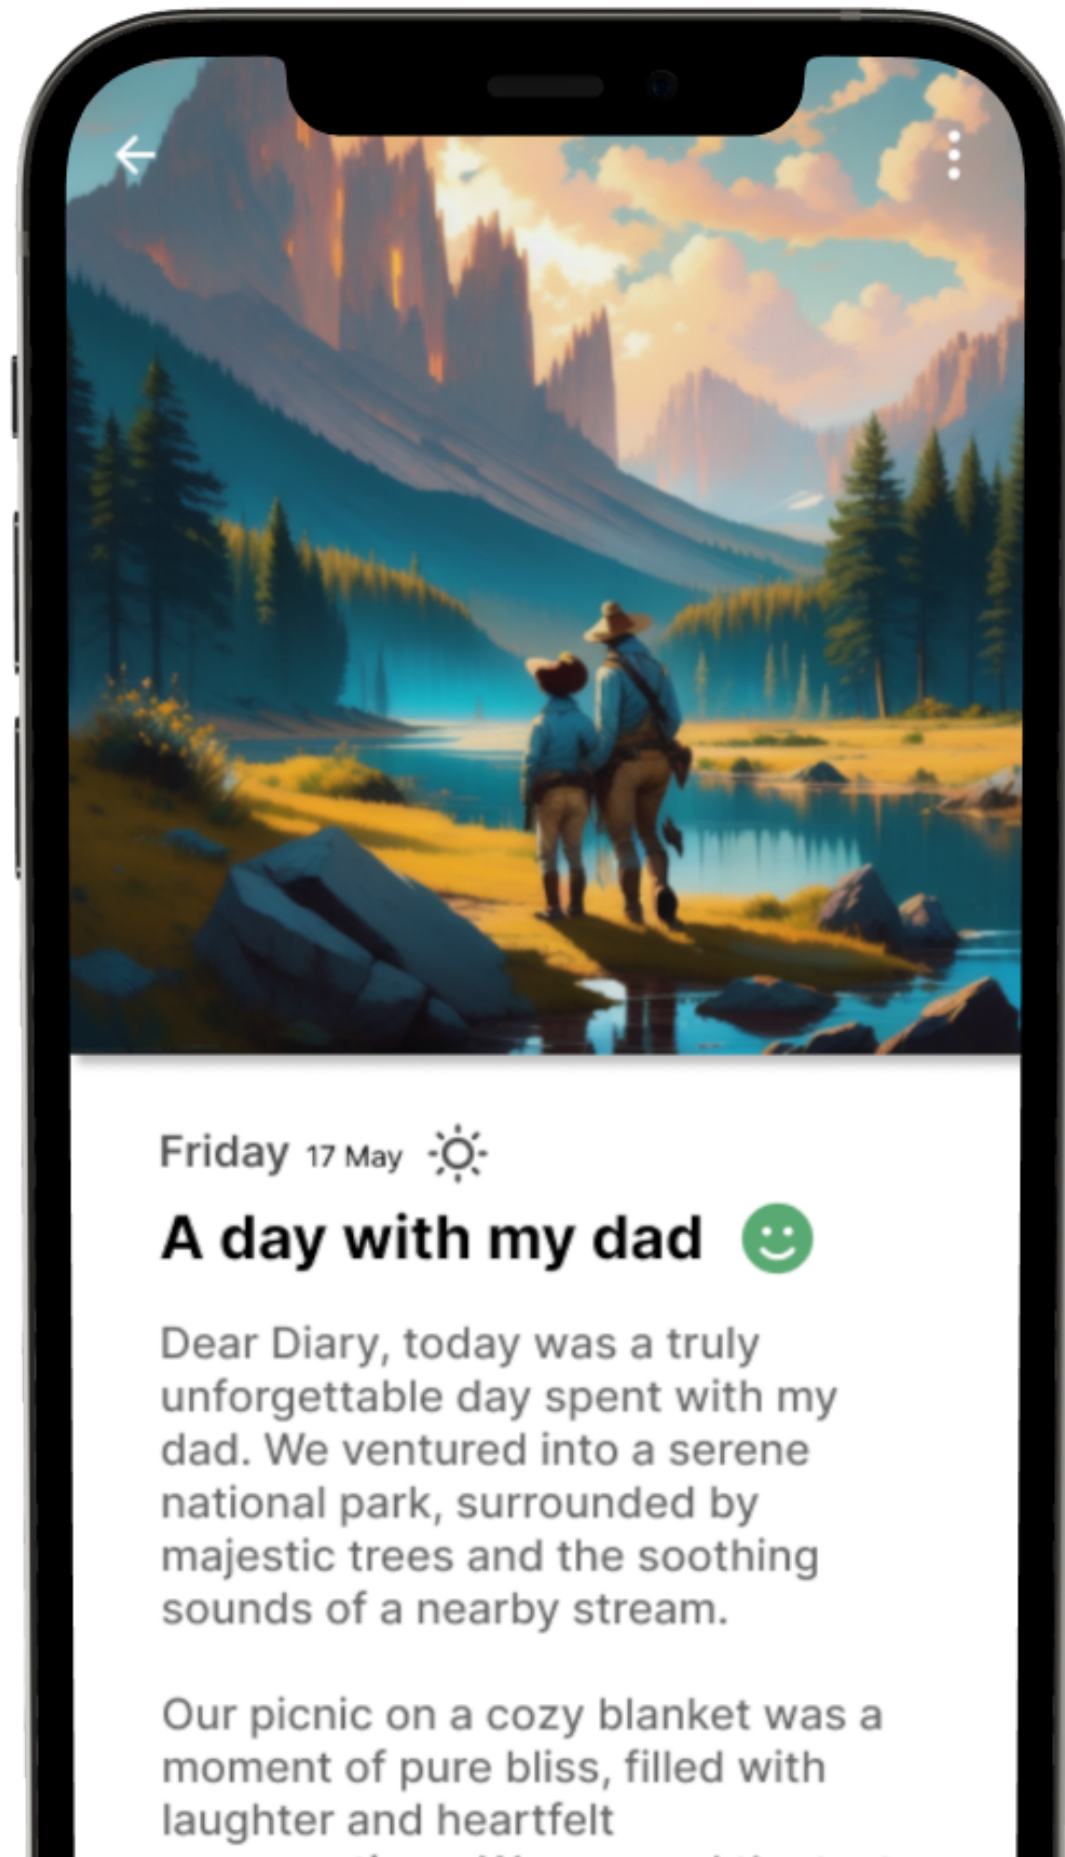 Friday 17 May
A day with my dad
Dear Diary, today was a truly
unforgettable day spent with my
dad. We ventured into a serene
national park, surrounded by
majestic trees and the soothing
sounds of a nearby stream.
Our picnic on a cozy blanket was a
moment of pure bliss, filled with
laughter and heartfelt